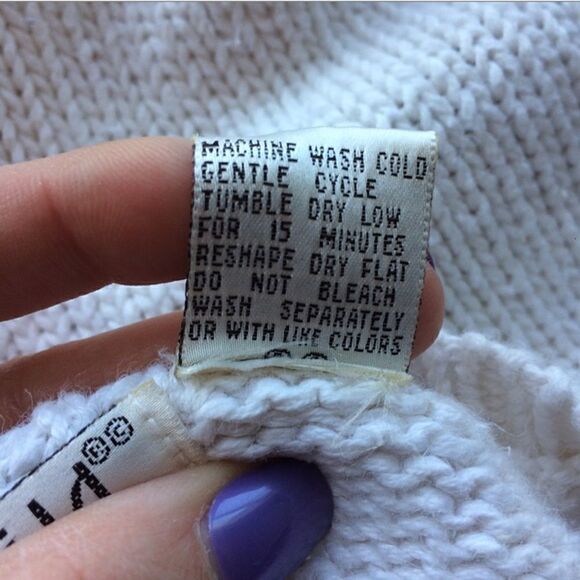 MACHINE WASH COLD
GENTLE CYCLE
TUMBLE DRY LOW
FOR 15 MINUTES
RESHAPE DRY FLAT
DO NOT BLEACH
WASH SEPARATELY
OR WITH LIKE COLORS